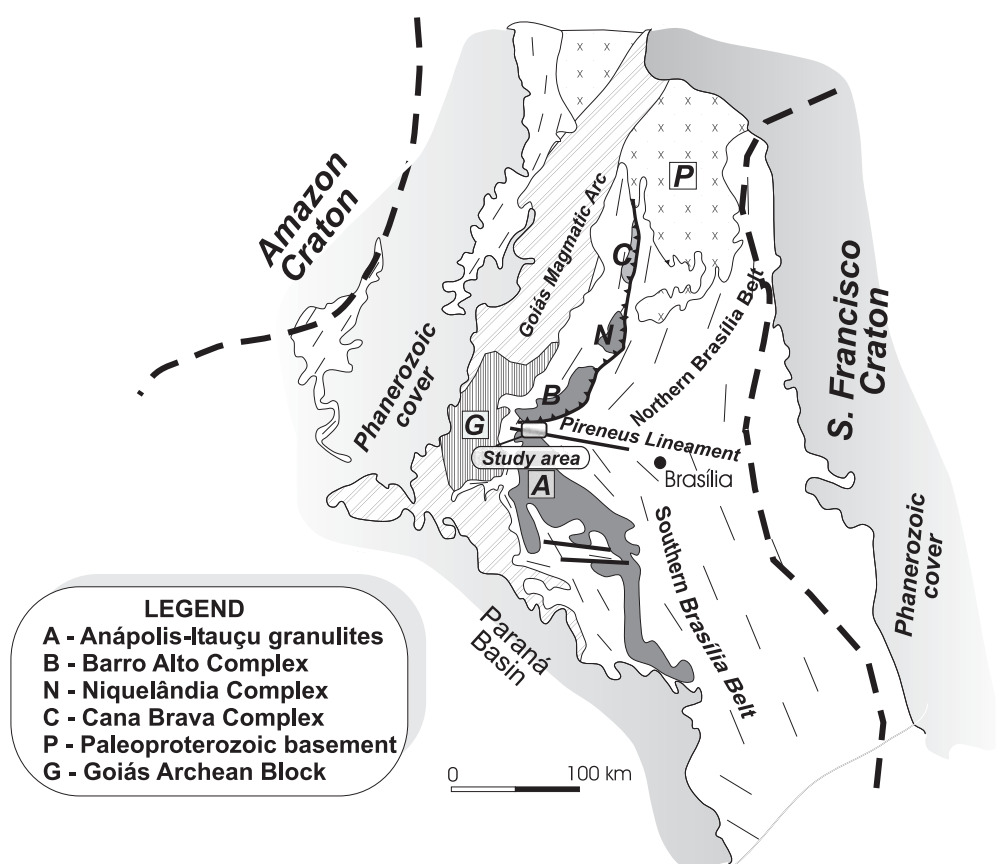 Amazon
Craton
Phanerozoic
cover
Goiás Magmatic Arc
P
C
N
B
G
A
Northern Brasília Belt
Pireneus Lineament
Study area
Brasília
S. Francisco
Craton
Phanerozoic
cover
Southern Brasília Belt
Paraná
Basin
LEGEND
A - Anápolis-Itauçu granulites
B - Barro Alto Complex
N - Niquelândia Complex
C - Cana Brava Complex
P - Paleoproterozoic basement
G - Goiás Archean Block
0 100 km